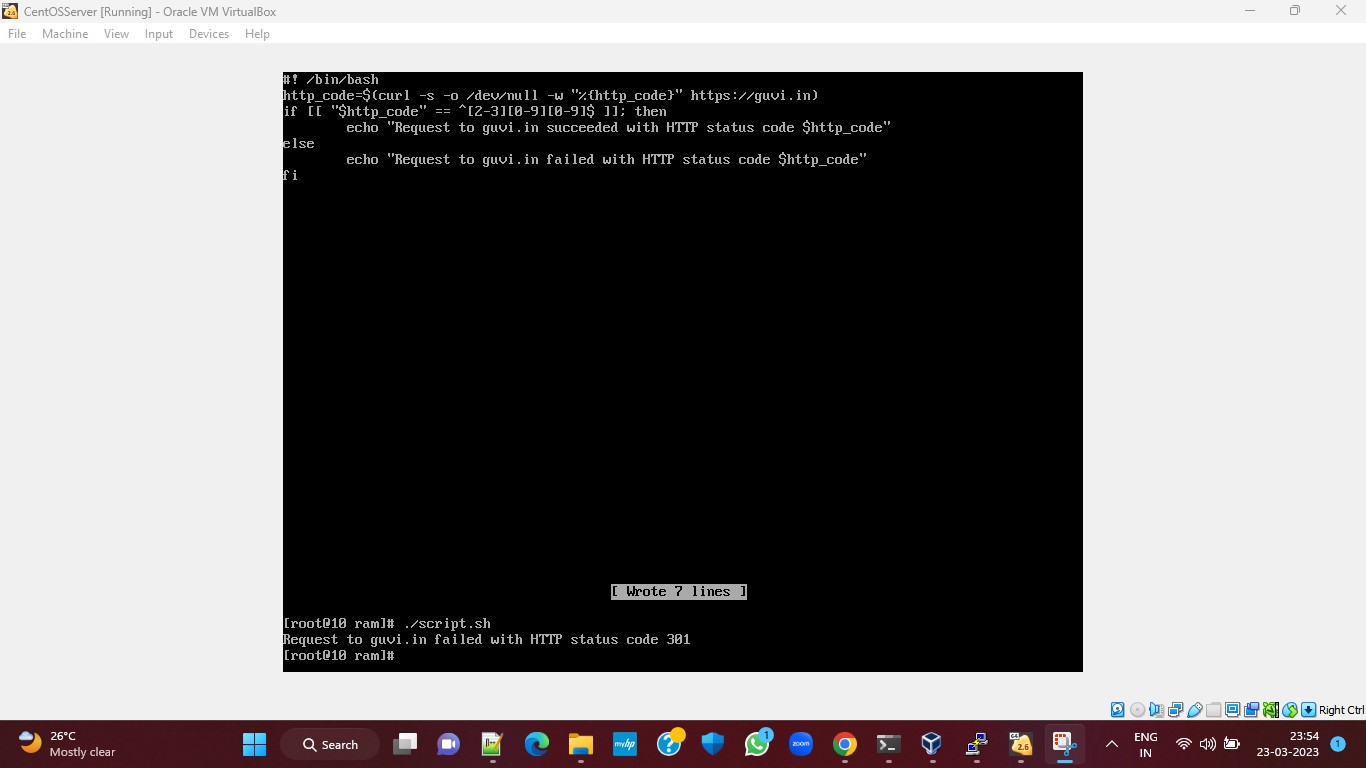 CentOSServer [Running] - Oracle VM VirtualBox
File Machine View Input Devices Help
#! /bin/bash
http_code=$(curl -s -o /dev/null -w "%{http_code}" https://guvi.in)
if [[ "$http_code" == ^[2-3][0-9][0-9]$ ]]; then
        echo "Request to guvi.in succeeded with HTTP status code $http_code"
else
        echo "Request to guvi.in failed with HTTP status code $http_code"
fi
[ Wrote 7 lines ]
[root@10 ram]# ./script.sh
Request to guvi.in failed with HTTP status code 301
[root@10 ram]#
Right Ctrl
26°C
Mostly clear
Search
myhp
1
zoom
2.6
ENG
IN
23:54
23-03-2023
1